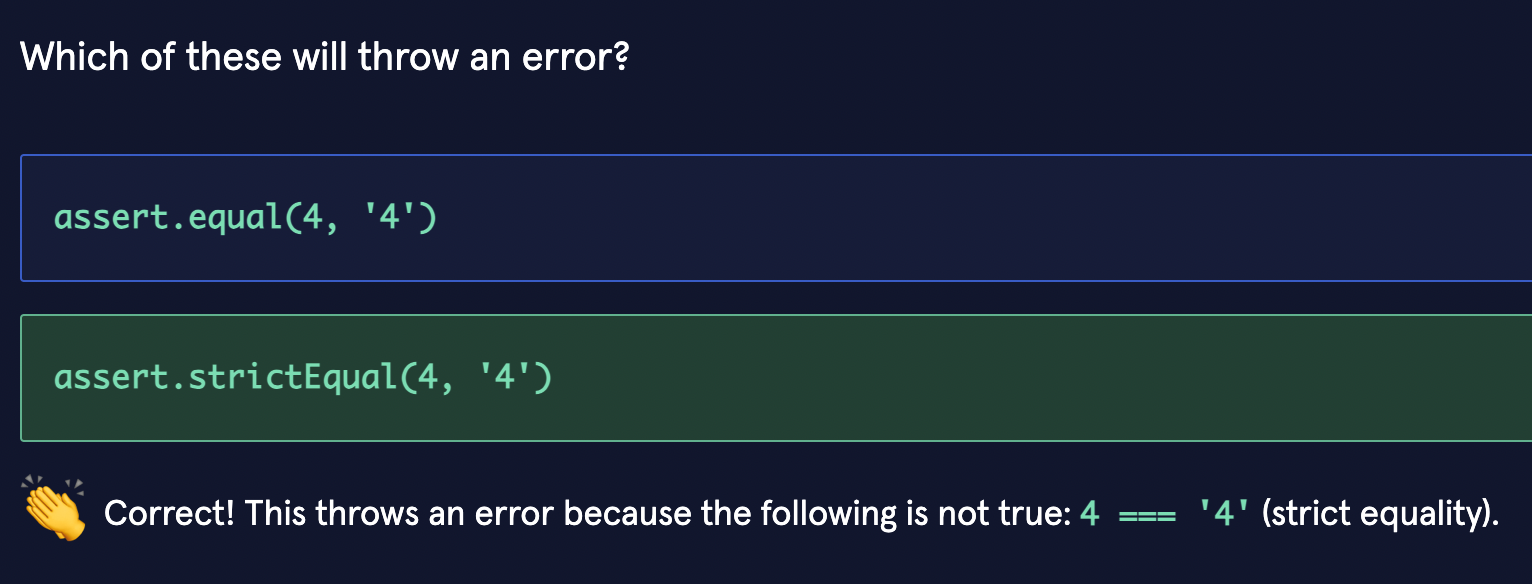 Which of these will throw an error?
assert.equal(4, '4')
assert.strictEqual(4, '4')
Correct! This throws an error because the following is not true: 4 === '4' (strict equality).